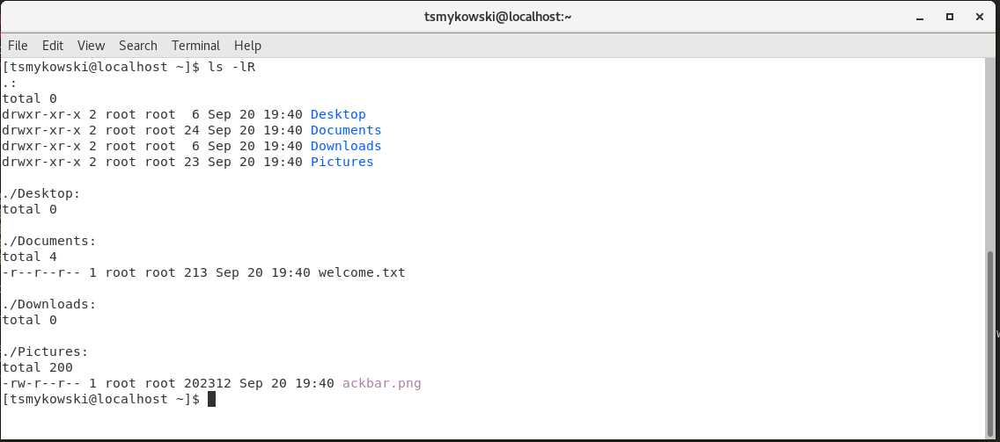 tsmykowski@localhost:~
File Edit View Search Terminal Help
[tsmykowski@localhost ~]$ ls -lR
.:
total 0
drwxr-xr-x 2 root root  6 Sep 20 19:40 Desktop
drwxr-xr-x 2 root root 24 Sep 20 19:40 Documents
drwxr-xr-x 2 root root  6 Sep 20 19:40 Downloads
drwxr-xr-x 2 root root 23 Sep 20 19:40 Pictures

./Desktop:
total 0

./Documents:
total 4
-r--r--r-- 1 root root 213 Sep 20 19:40 welcome.txt

./Downloads:
total 0

./Pictures:
total 200
-rw-r--r-- 1 root root 202312 Sep 20 19:40 ackbar.png
[tsmykowski@localhost ~]$